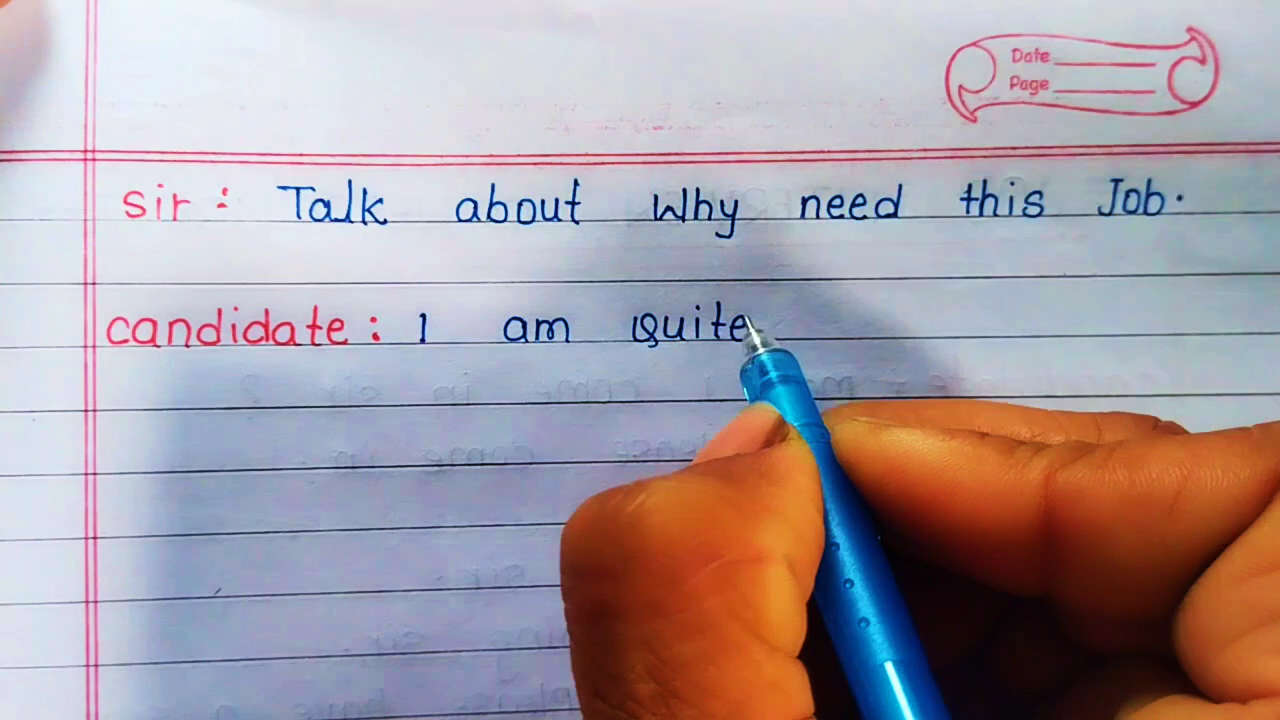 Date
Page
sir : Talk about Why need this Job.
candidate : I am Quite